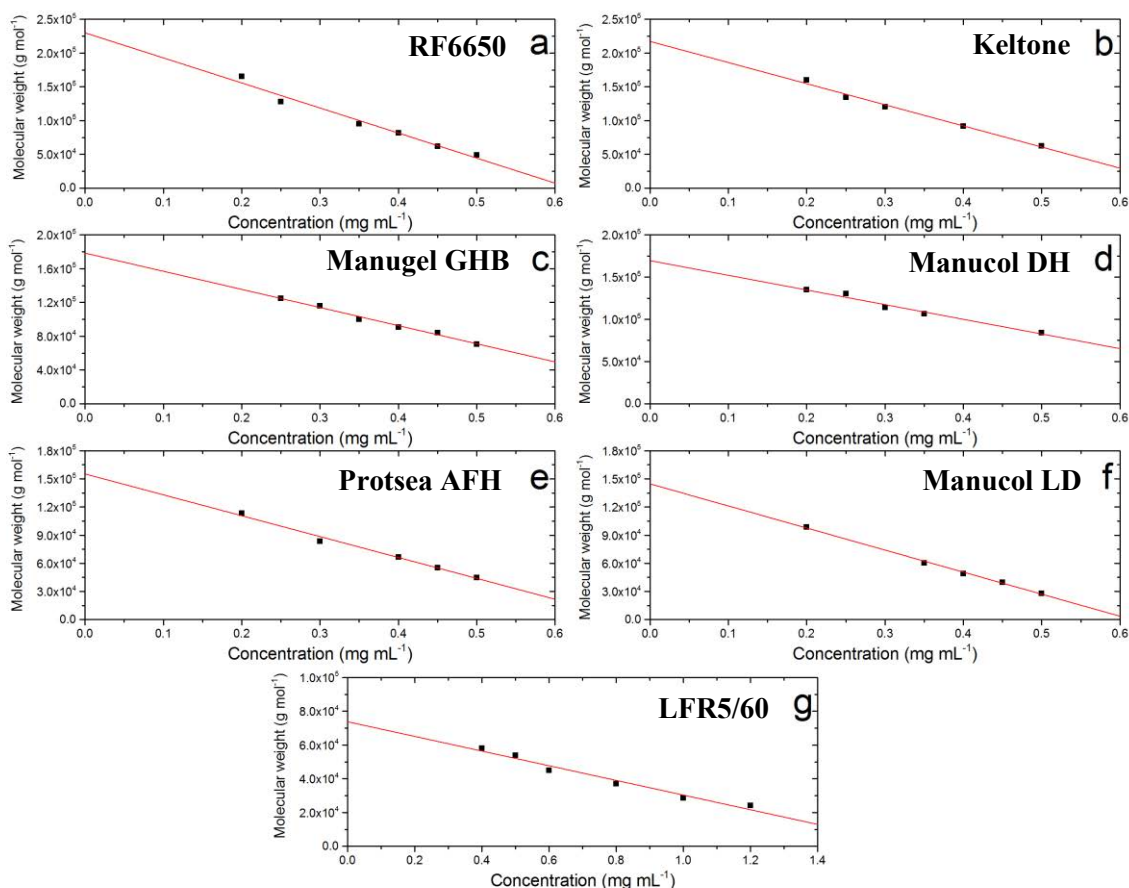 Molecular weight (g mol⁻¹)
2.5x10⁵
2.0x10⁵
1.5x10⁵
1.0x10⁵
5.0x10⁴
0.0
RF6650 a
0.0 0.1 0.2 0.3 0.4 0.5 0.6
Concentration (mg mL⁻¹)
Molecular weight (g mol⁻¹)
2.5x10⁵
2.0x10⁵
1.5x10⁵
1.0x10⁵
5.0x10⁴
0.0
Keltone b
0.0 0.1 0.2 0.3 0.4 0.5 0.6
Concentration (mg mL⁻¹)
Molecular weight (g mol⁻¹)
2.0x10⁵
1.6x10⁵
1.2x10⁵
8.0x10⁴
4.0x10⁴
0.0
Manugel GHB c
0.0 0.1 0.2 0.3 0.4 0.5 0.6
Concentration (mg mL⁻¹)
Molecular weight (g mol⁻¹)
2.0x10⁵
1.5x10⁵
1.0x10⁵
5.0x10⁴
0.0
Manucol DH d
0.0 0.1 0.2 0.3 0.4 0.5 0.6
Concentration (mg mL⁻¹)
Molecular weight (g mol⁻¹)
1.8x10⁵
1.5x10⁵
1.2x10⁵
9.0x10⁴
6.0x10⁴
3.0x10⁴
0.0
Protsea AFH e
0.0 0.1 0.2 0.3 0.4 0.5 0.6
Concentration (mg mL⁻¹)
Molecular weight (g mol⁻¹)
1.8x10⁵
1.5x10⁵
1.2x10⁵
9.0x10⁴
6.0x10⁴
3.0x10⁴
0.0
Manucol LD f
0.0 0.1 0.2 0.3 0.4 0.5 0.6
Concentration (mg mL⁻¹)
Molecular weight (g mol⁻¹)
1.0x10⁵
8.0x10⁴
6.0x10⁴
4.0x10⁴
2.0x10⁴
0.0
LFR5/60 g
0.0 0.2 0.4 0.6 0.8 1.0 1.2 1.4
Concentration (mg mL⁻¹)